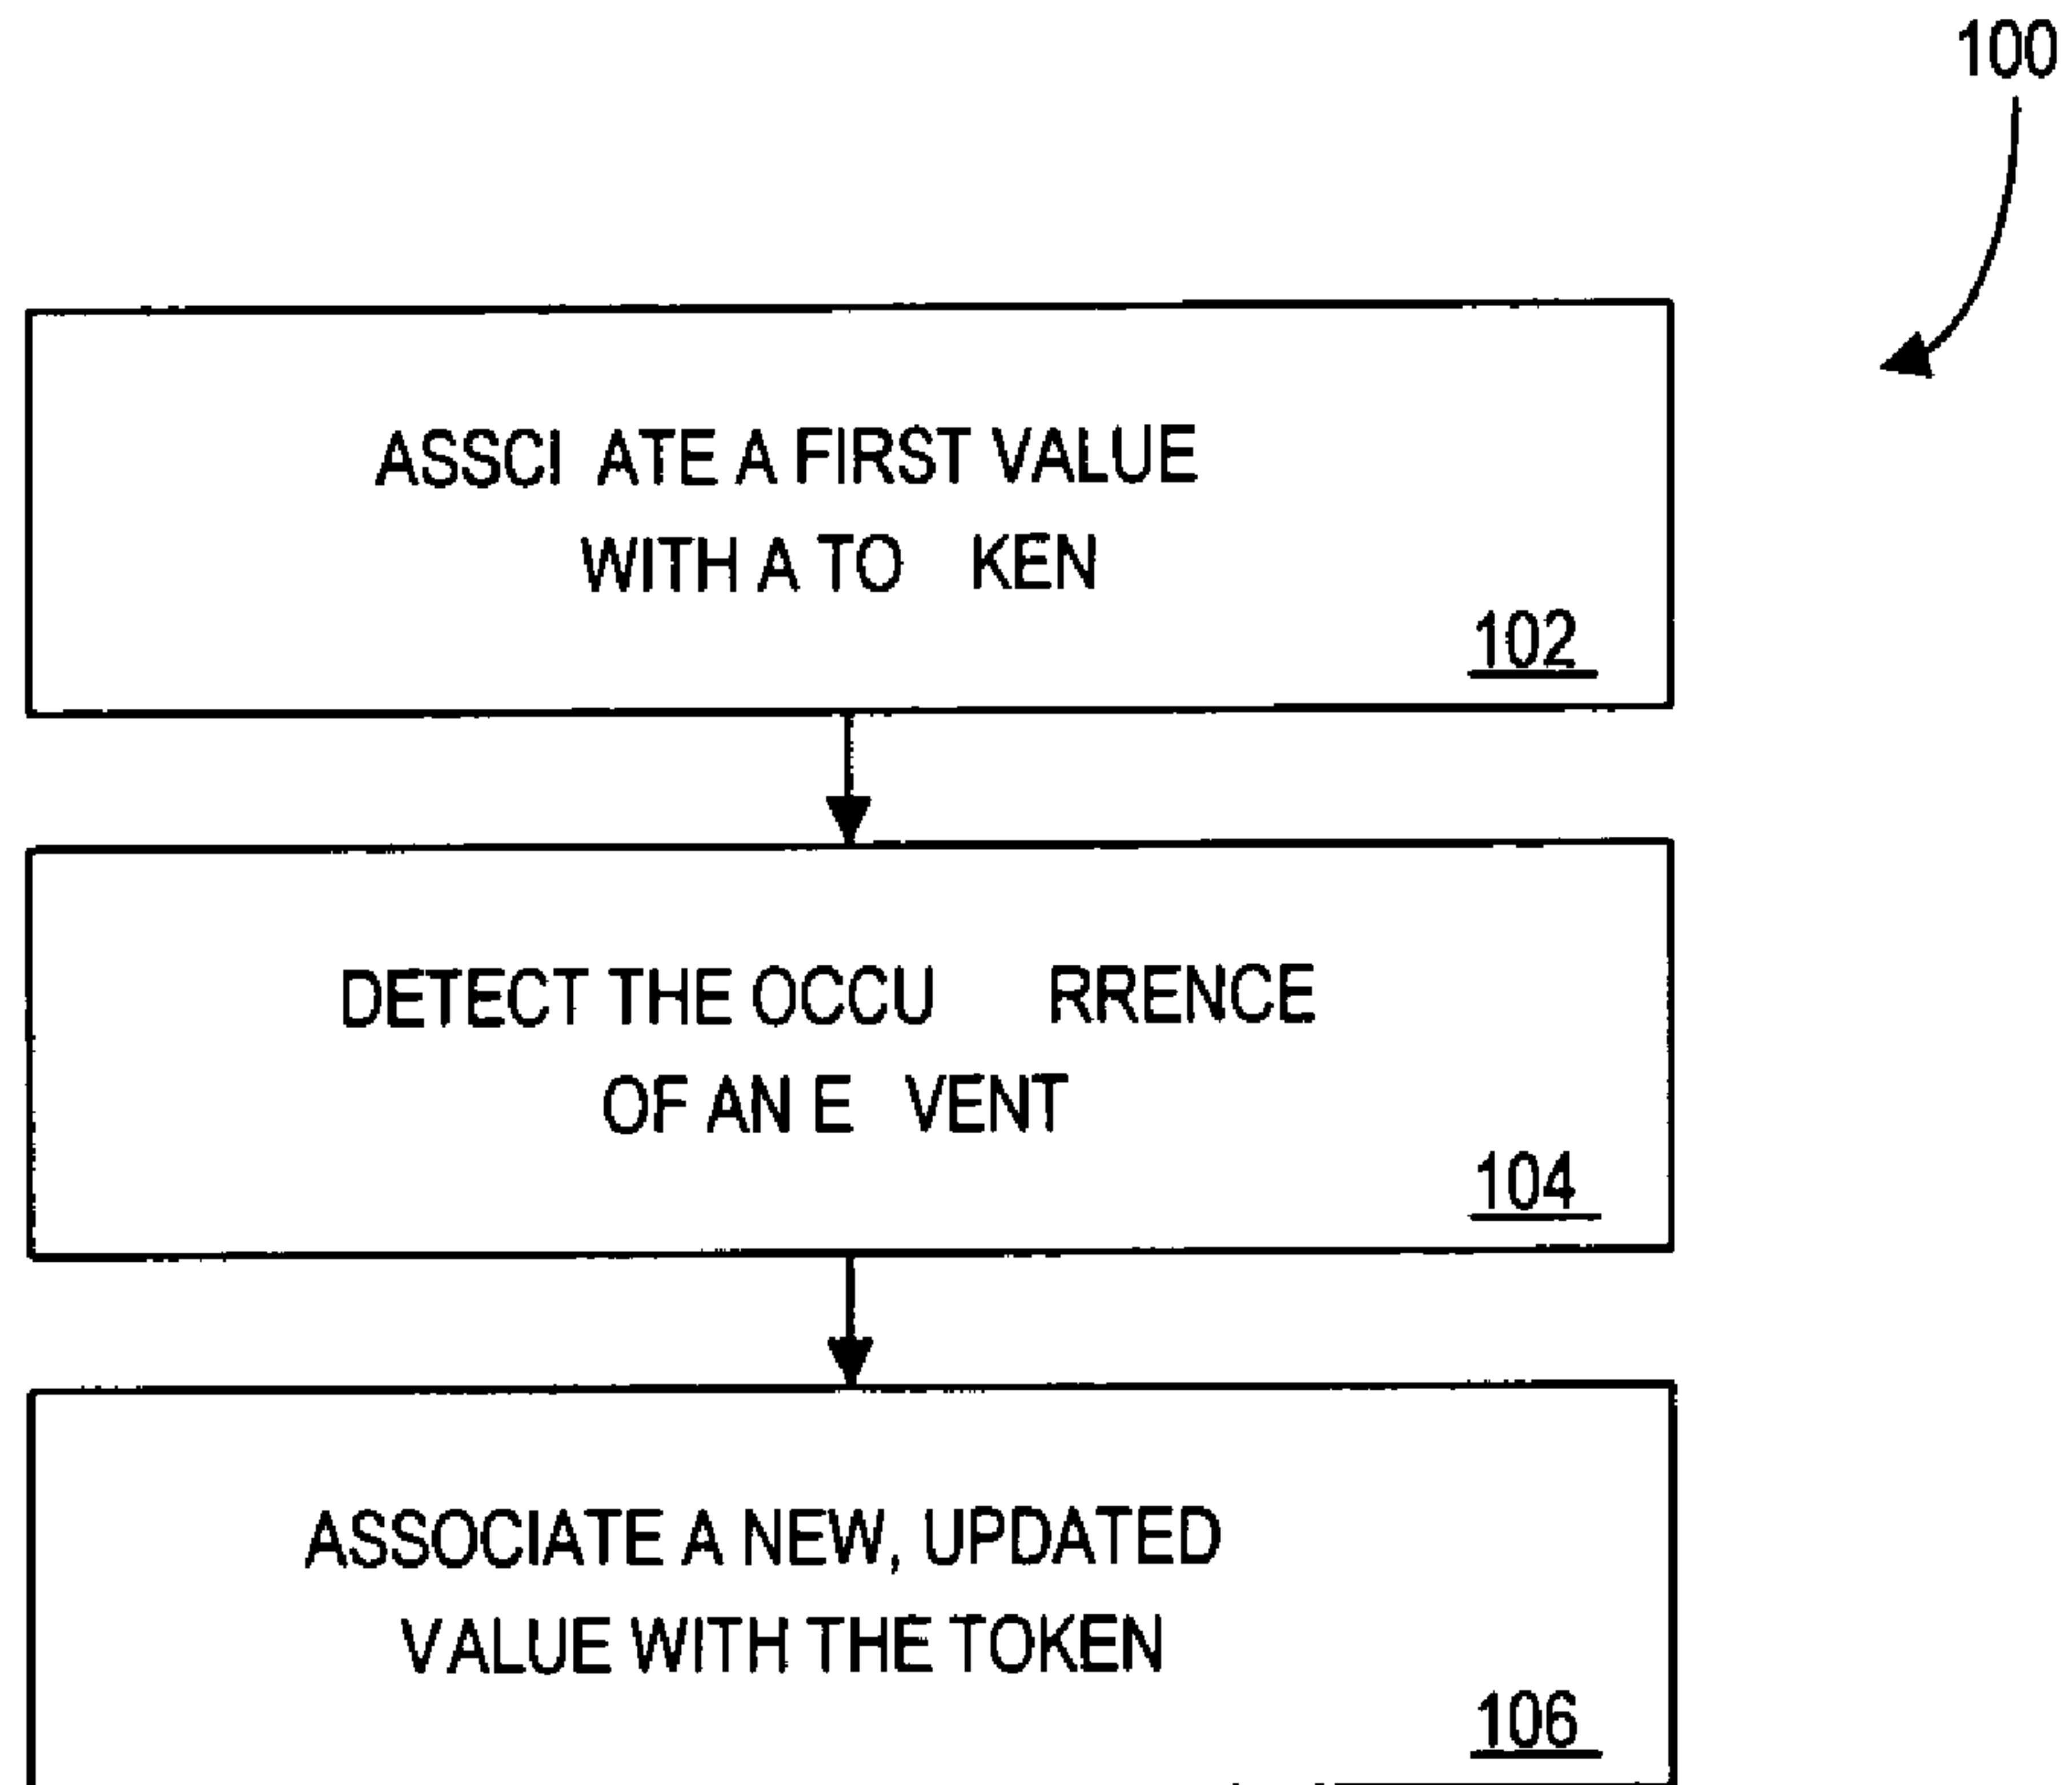 100
ASSCI ATE A FIRST VALUE
WITH A TO KEN
102
DETECT THE OCCU RRENCE
OF AN E VENT
104
ASSOCIATE A NEW, UPDATED
VALUE WITH THE TOKEN
106